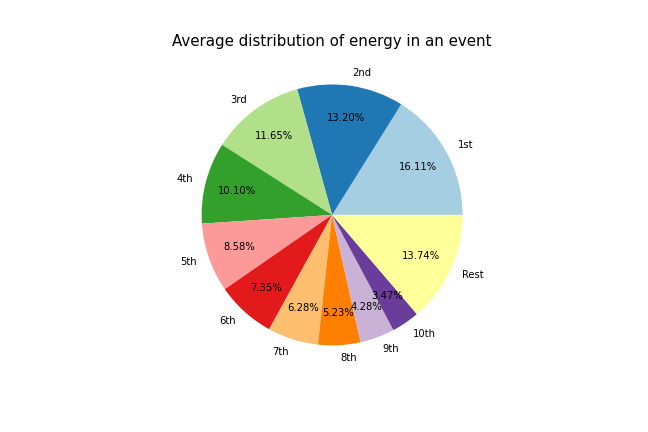 Average distribution of energy in an event
1st
16.11%
2nd
13.20%
3rd
11.65%
4th
10.10%
5th
8.58%
6th
7.35%
7th
6.28%
8th
5.23%
9th
4.28%
10th
3.47%
Rest
13.74%